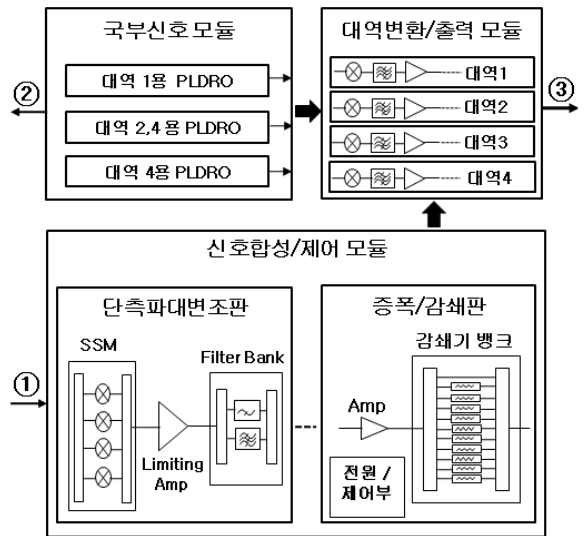 국부신호 모듈
대역 1용 PLDRO
대역 2,4 용 PLDRO
대역 4용 PLDRO
②
대역변환/출력 모듈
대역1
대역2
대역3
대역4
③
신호합성/제어 모듈
단측파대변조판
SSM
Filter Bank
Limiting
Amp
①
증폭/감쇄판
감쇄기 뱅크
Amp
전원 /
제어부